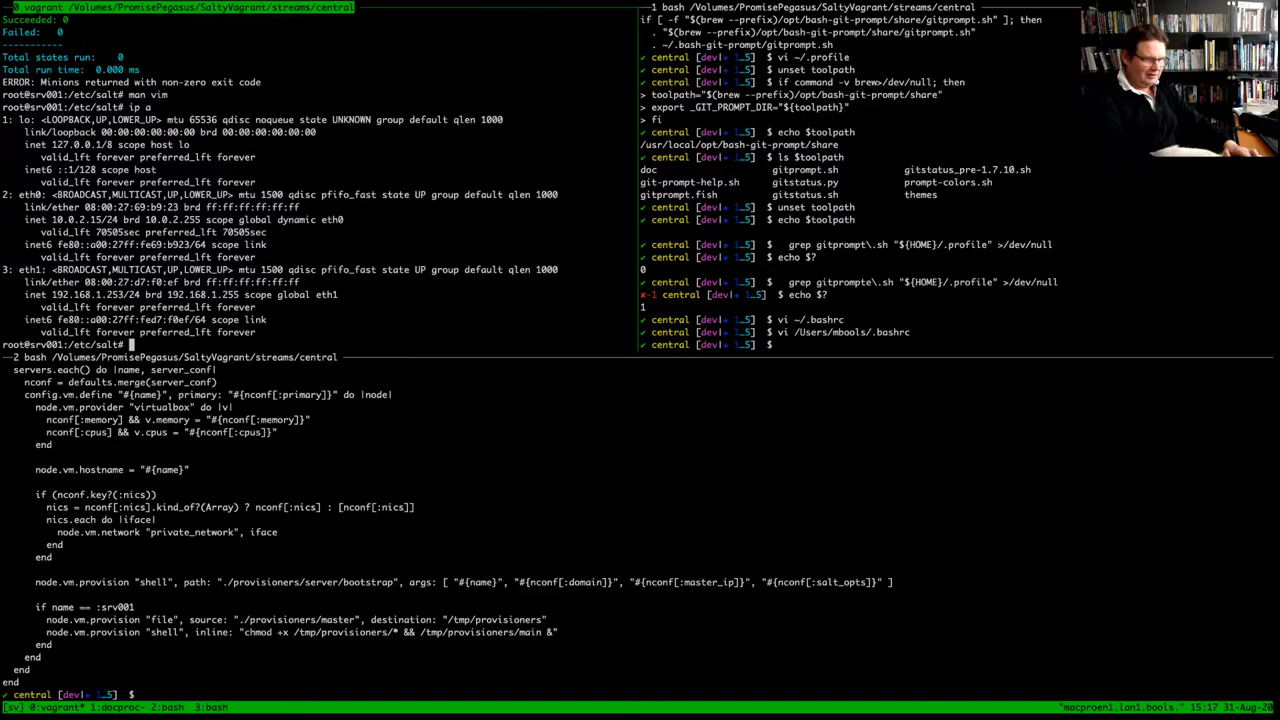 0 vagrant /Volumes/PromisePegasus/SaltyVagrant/streams/central
Succeeded: 0
Failed:    0
-----------
Total states run:     0
Total run time:  0.000 ms
ERROR: Minions returned with non-zero exit code
root@srv001:/etc/salt# man vim
root@srv001:/etc/salt# ip a
1: lo: <LOOPBACK,UP,LOWER_UP> mtu 65536 qdisc noqueue state UNKNOWN group default qlen 1000
    link/loopback 00:00:00:00:00:00 brd 00:00:00:00:00:00
    inet 127.0.0.1/8 scope host lo
       valid_lft forever preferred_lft forever
    inet6 ::1/128 scope host
       valid_lft forever preferred_lft forever
2: eth0: <BROADCAST,MULTICAST,UP,LOWER_UP> mtu 1500 qdisc pfifo_fast state UP group default qlen 1000
    link/ether 08:00:27:69:b9:23 brd ff:ff:ff:ff:ff:ff
    inet 10.0.2.15/24 brd 10.0.2.255 scope global dynamic eth0
       valid_lft 70505sec preferred_lft 70505sec
    inet6 fe80::a00:27ff:fe69:b923/64 scope link
       valid_lft forever preferred_lft forever
3: eth1: <BROADCAST,MULTICAST,UP,LOWER_UP> mtu 1500 qdisc pfifo_fast state UP group default qlen 1000
    link/ether 08:00:27:d7:f0:ef brd ff:ff:ff:ff:ff:ff
    inet 192.168.1.253/24 brd 192.168.1.255 scope global eth1
       valid_lft forever preferred_lft forever
    inet6 fe80::a00:27ff:fed7:f0ef/64 scope link
       valid_lft forever preferred_lft forever
root@srv001:/etc/salt#
1 bash /Volumes/PromisePegasus/SaltyVagrant/streams/central
if [ -f "$(brew --prefix)/opt/bash-git-prompt/share/gitprompt.sh" ]; then
  . "$(brew --prefix)/opt/bash-git-prompt/share/gitprompt.sh"
  . ~/.bash-git-prompt/gitprompt.sh
✔ central [dev|✚ 1…5]  $ vi ~/.profile
✔ central [dev|✚ 1…5]  $ unset toolpath
✔ central [dev|✚ 1…5]  $ if command -v brew>/dev/null; then
> toolpath="$(brew --prefix)/opt/bash-git-prompt/share"
> export _GIT_PROMPT_DIR="${toolpath}"
> fi
✔ central [dev|✚ 1…5]  $ echo $toolpath
/usr/local/opt/bash-git-prompt/share
✔ central [dev|✚ 1…5]  $ ls $toolpath
doc                  gitprompt.sh         gitstatus_pre-1.7.10.sh
git-prompt-help.sh   gitstatus.py         prompt-colors.sh
gitprompt.fish       gitstatus.sh         themes
✔ central [dev|✚ 1…5]  $ unset toolpath
✔ central [dev|✚ 1…5]  $ echo $toolpath
✔ central [dev|✚ 1…5]  $   grep gitprompt\.sh "${HOME}/.profile" >/dev/null
✔ central [dev|✚ 1…5]  $ echo $?
0
✔ central [dev|✚ 1…5]  $   grep gitprompte\.sh "${HOME}/.profile" >/dev/null
✘-1 central [dev|✚ 1…5]  $ echo $?
1
✔ central [dev|✚ 1…5]  $ vi ~/.bashrc
✔ central [dev|✚ 1…5]  $ vi /Users/mbools/.bashrc
✔ central [dev|✚ 1…5]  $
2 bash /Volumes/PromisePegasus/SaltyVagrant/streams/central
  servers.each() do |name, server_conf|
    nconf = defaults.merge(server_conf)
    config.vm.define "#{name}", primary: "#{nconf[:primary]}" do |node|
      node.vm.provider "virtualbox" do |v|
        nconf[:memory] && v.memory = "#{nconf[:memory]}"
        nconf[:cpus] && v.cpus = "#{nconf[:cpus]}"
      end
      node.vm.hostname = "#{name}"
      if (nconf.key?(:nics))
        nics = nconf[:nics].kind_of?(Array) ? nconf[:nics] : [nconf[:nics]]
        nics.each do |iface|
          node.vm.network "private_network", iface
        end
      end
      node.vm.provision "shell", path: "./provisioners/server/bootstrap", args: [ "#{name}", "#{nconf[:domain]}", "#{nconf[:master_ip]}", "#{nconf[:salt_opts]}" ]
      if name == :srv001
        node.vm.provision "file", source: "./provisioners/master", destination: "/tmp/provisioners"
        node.vm.provision "shell", inline: "chmod +x /tmp/provisioners/* && /tmp/provisioners/main &"
      end
    end
  end
end
✔ central [dev|✚ 1…5]  $
[sv] 0:vagrant* 1:docproc- 2:bash  3:bash
"macproen1.lan1.bools." 15:17 31-Aug-20